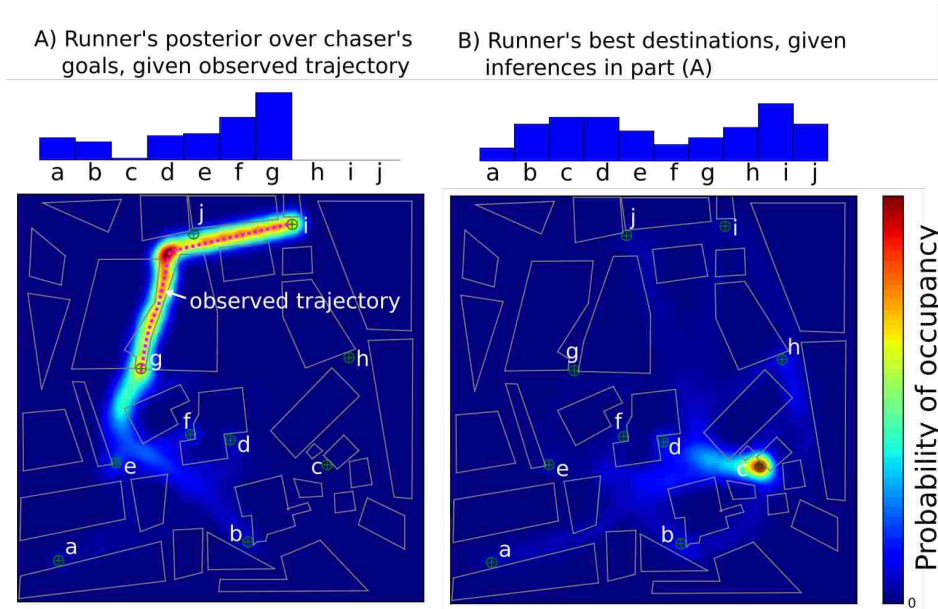 A) Runner's posterior over chaser's
goals, given observed trajectory
B) Runner's best destinations, given
inferences in part (A)
a b c d e f g h i j
a b c d e f g h i j
j
i
observed trajectory
g
h
f
d
e
c
b
a
j
i
g
h
f
d
e
c
b
a
Probability of occupancy
0